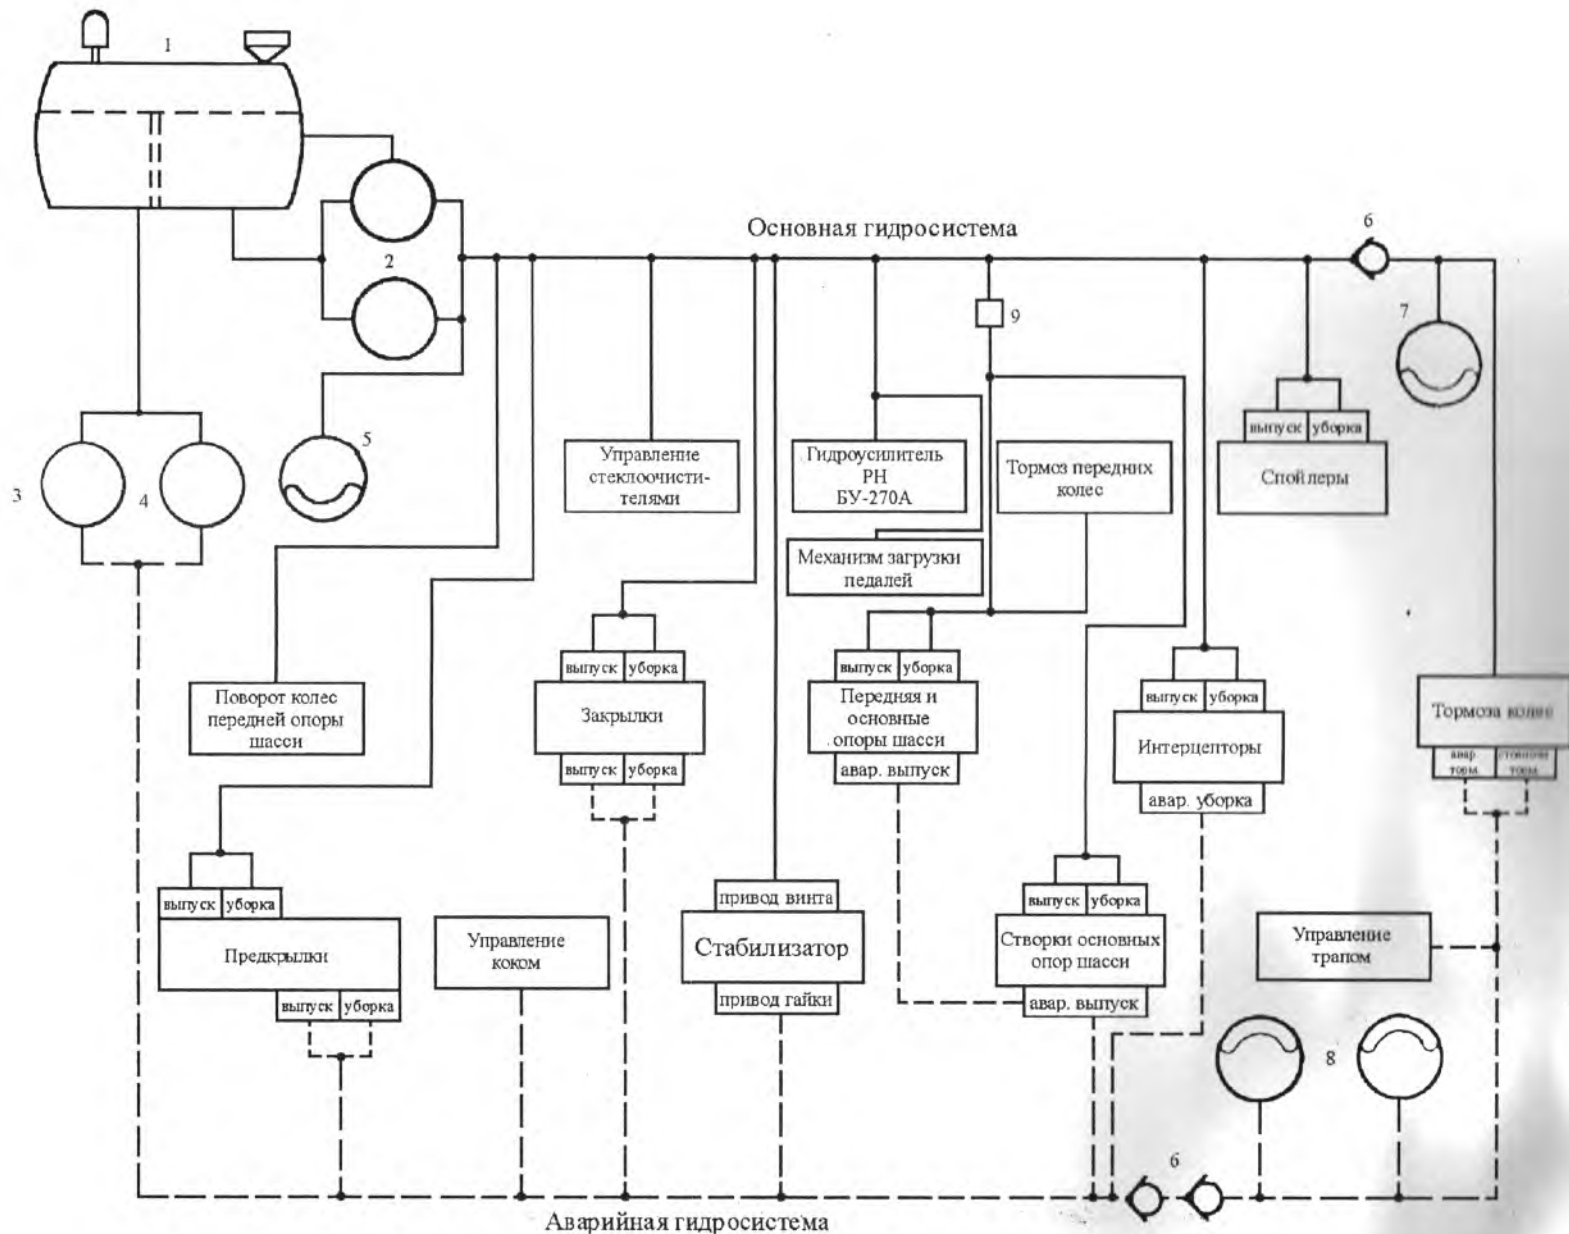 1
Основная гидросистема
6
2
9
7
5
3
4
выпуск
уборка
Спойлеры
Управление
стеклоочисти-
телями
Гидроусилитель
РН
БУ-270А
Тормоз передних
колес
Механизм загрузки
педалей
выпуск
уборка
Закрылки
выпуск
уборка
выпуск
уборка
Передняя и
основные
опоры шасси
авар. выпуск
выпуск
уборка
Интерцепторы
авар. уборка
Поворот колес
передней опоры
шасси
Тормоза колес
авар.
торм.
стояноч.
торм.
выпуск
уборка
Предкрылки
выпуск
уборка
Управление
коком
привод винта
Стабилизатор
привод гайки
выпуск
уборка
Створки основных
опор шасси
авар. выпуск
Управление
трапом
8
6
Аварийная гидросистема